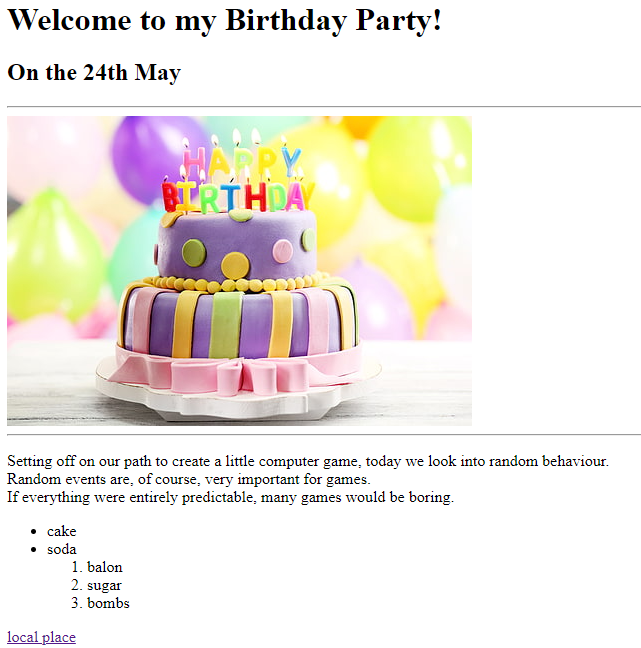 Welcome to my Birthday Party!
On the 24th May
HAPPY
BIRTHDAY
Setting off on our path to create a little computer game, today we look into random behaviour.
Random events are, of course, very important for games.
If everything were entirely predictable, many games would be boring.
• cake
• soda
1. balon
2. sugar
3. bombs
local place